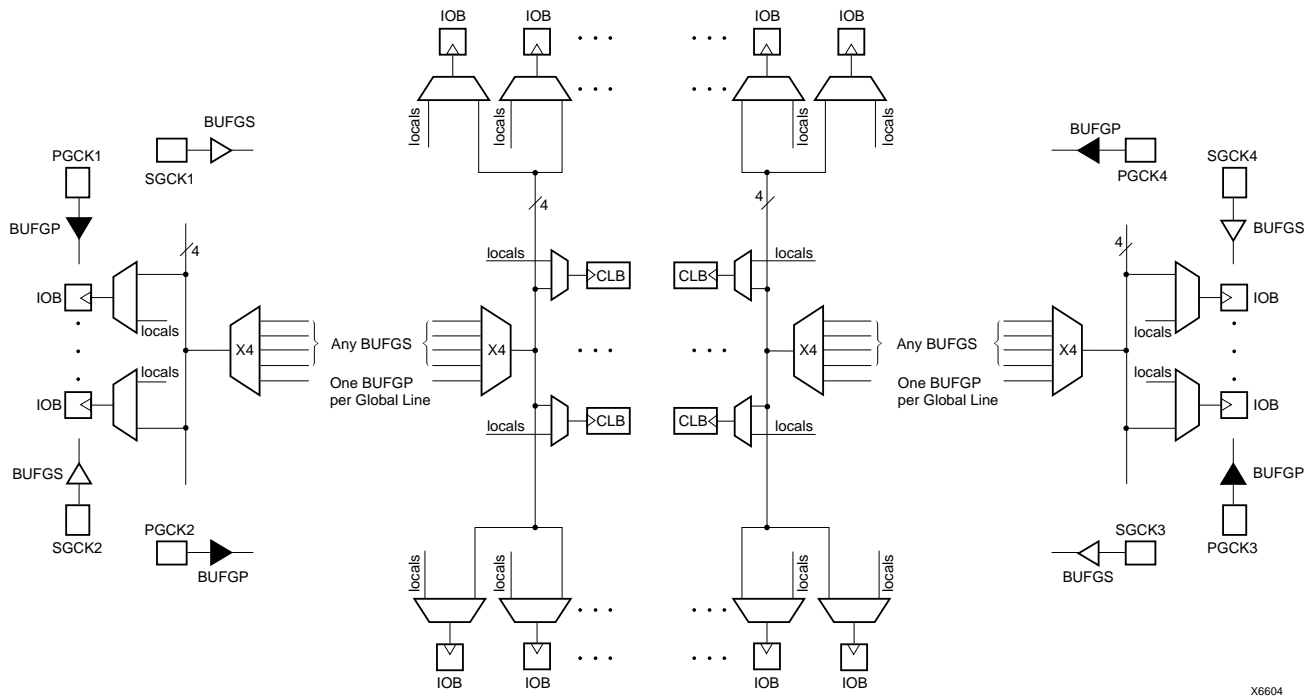 IOB
IOB
IOB
IOB
locals
locals
locals
locals
BUFGS
SGCK1
PGCK1
BUFGP
BUFGP
PGCK4
SGCK4
BUFGS
4
4
4
4
locals
CLB
CLB
locals
IOB
locals
IOB
locals
X4
Any BUFGS
X4
X4
Any BUFGS
X4
One BUFGP
per Global Line
One BUFGP
per Global Line
locals
IOB
locals
IOB
locals
CLB
CLB
locals
BUFGS
SGCK2
PGCK2
BUFGP
SGCK3
BUFGS
BUFGP
PGCK3
locals
locals
locals
locals
IOB
IOB
IOB
IOB
X6604